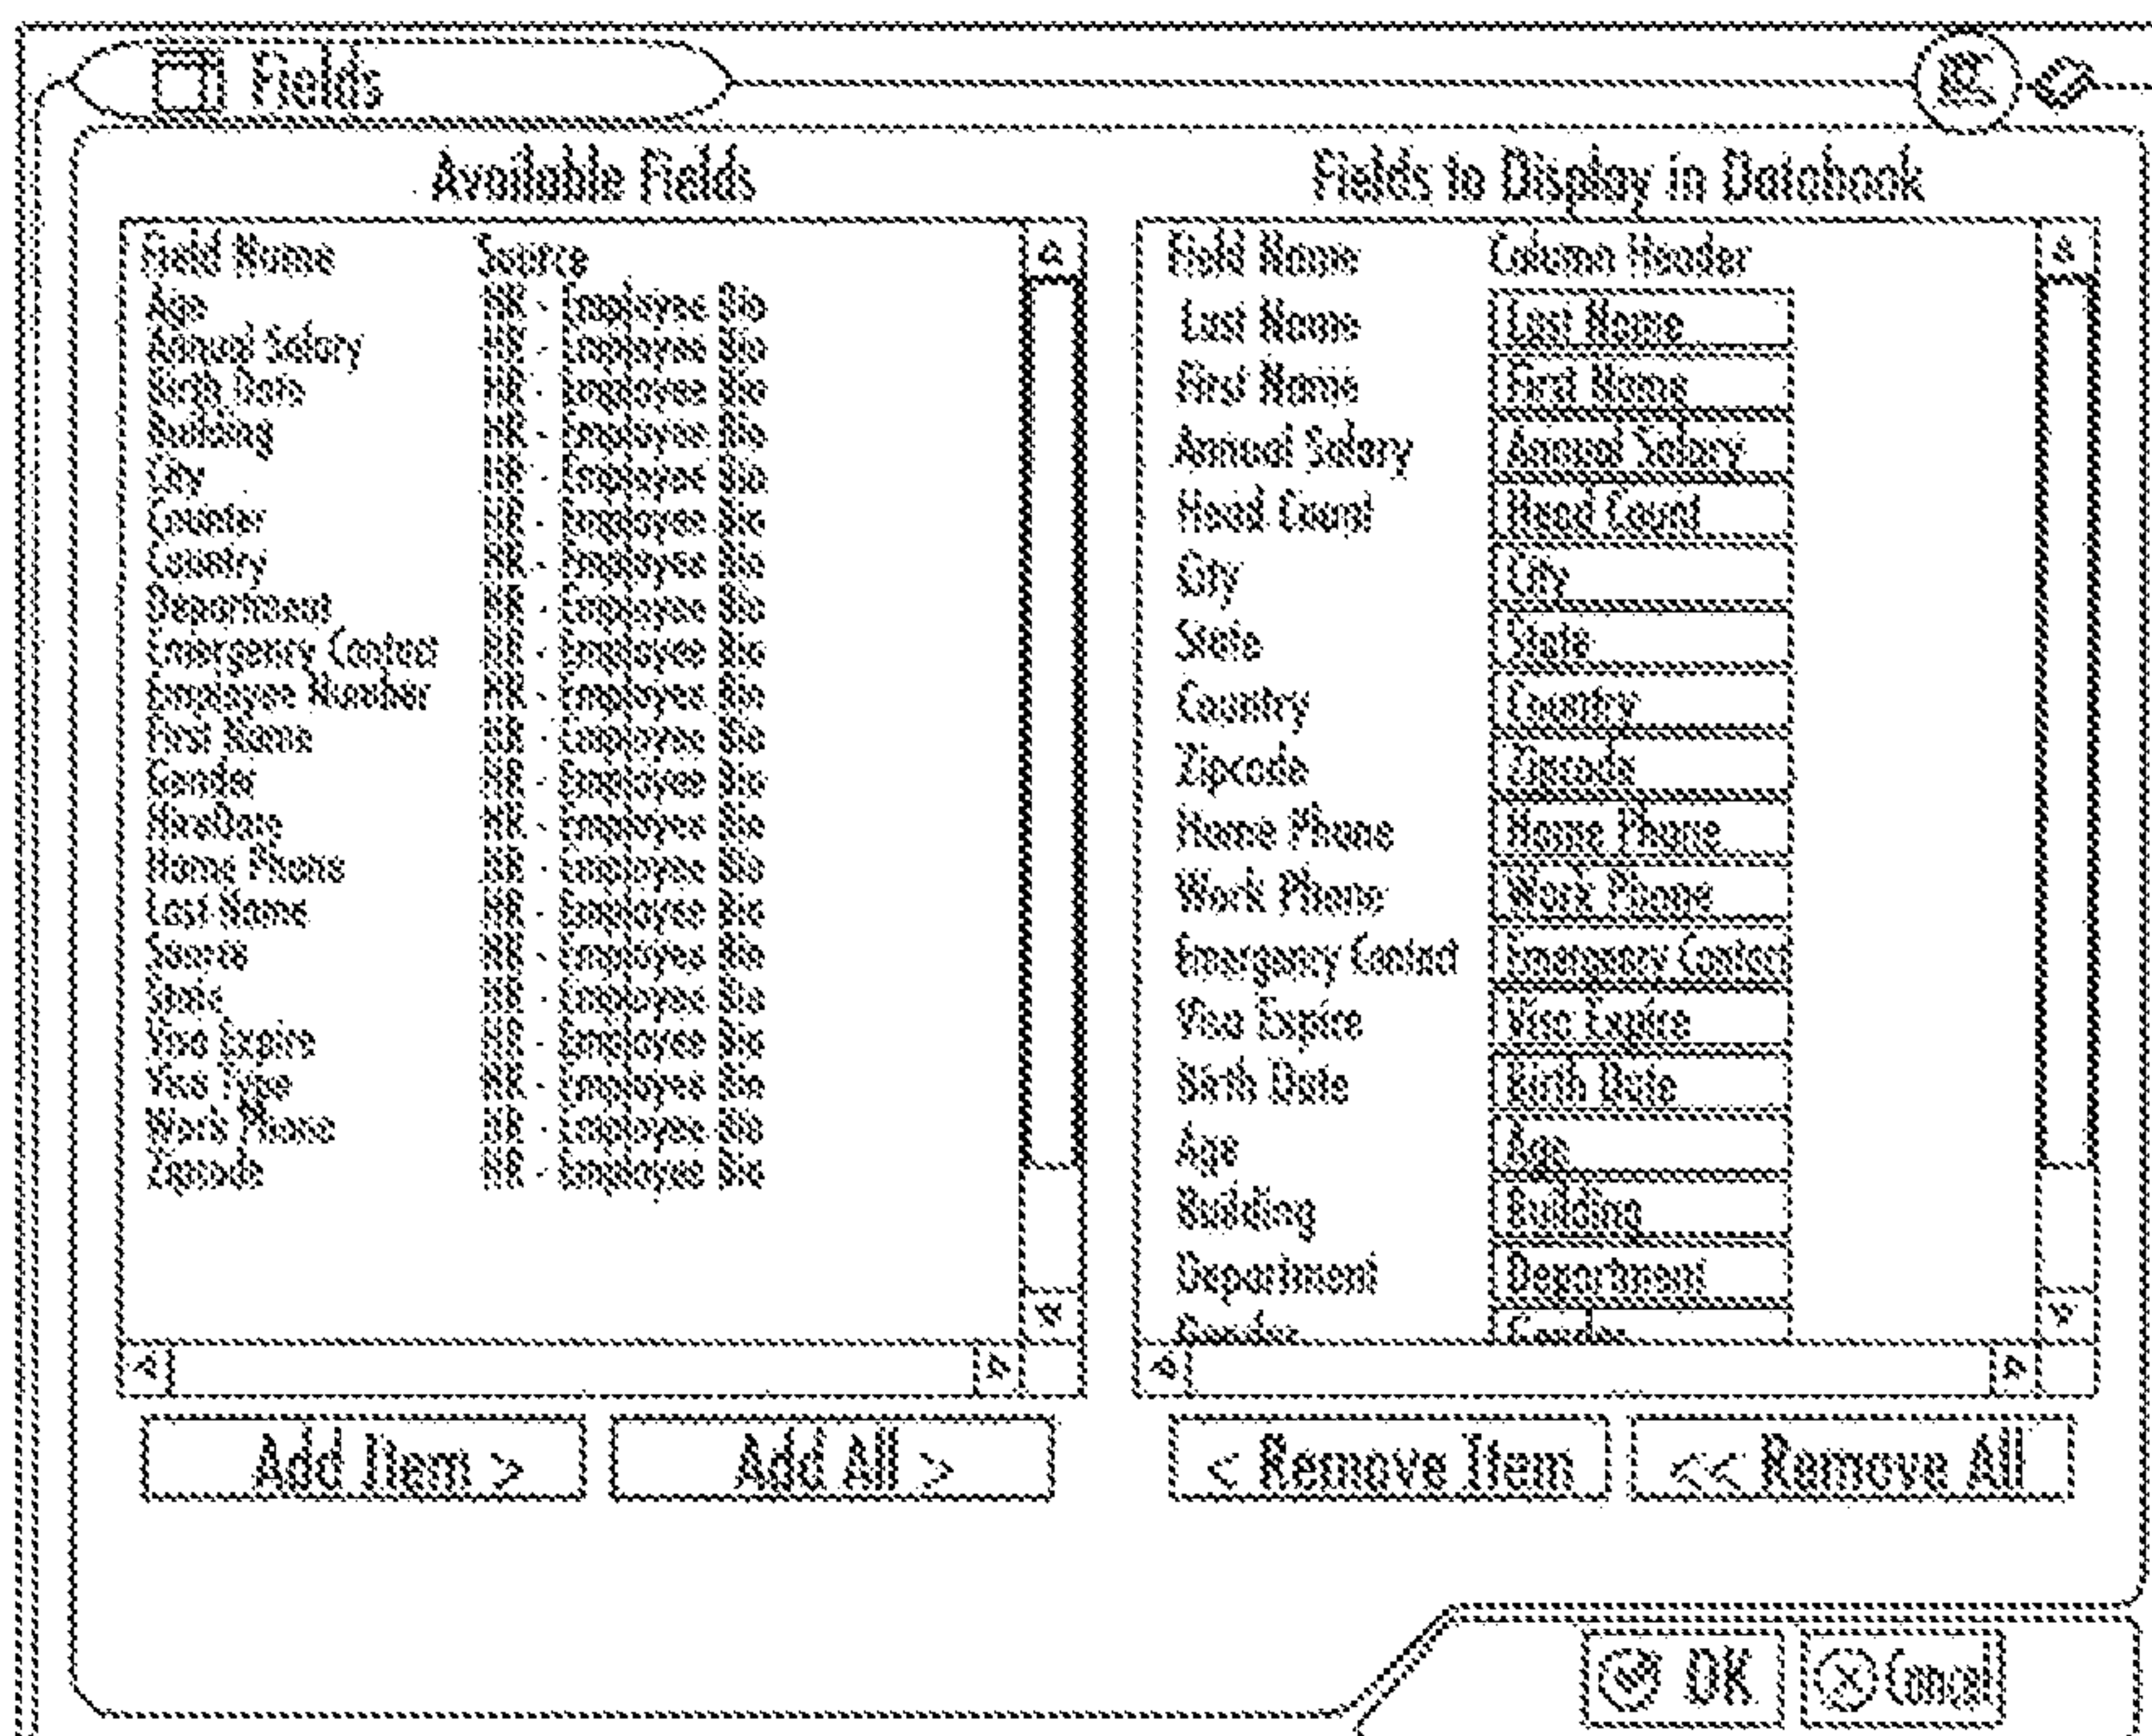 Fields
Available Fields
Field Name Source
Age HR - Employee Bio
Annual Salary HR - Employee Bio
Birth Date HR - Employee Bio
Building HR - Employee Bio
City HR - Employee Bio
Counter HR - Employee Bio
Country HR - Employee Bio
Department HR - Employee Bio
Emergency Contact HR - Employee Bio
Employee Number HR - Employee Bio
First Name HR - Employee Bio
Gender HR - Employee Bio
HireDate HR - Employee Bio
Home Phone HR - Employee Bio
Last Name HR - Employee Bio
Source HR - Employee Bio
State HR - Employee Bio
Visa Expire HR - Employee Bio
Visa Type HR - Employee Bio
Work Phone HR - Employee Bio
Zipcode HR - Employee Bio
Add Item > Add All >
Fields to Display in Databook
Field Name Column Header
Last Name Last Name
First Name First Name
Annual Salary Annual Salary
Head Count Head Count
City City
State State
Country Country
Zipcode Zipcode
Home Phone Home Phone
Work Phone Work Phone
Emergency Contact Emergency Contact
Visa Expire Visa Expire
Birth Date Birth Date
Age Age
Building Building
Department Department
Gender Gender
< Remove Item << Remove All
OK Cancel